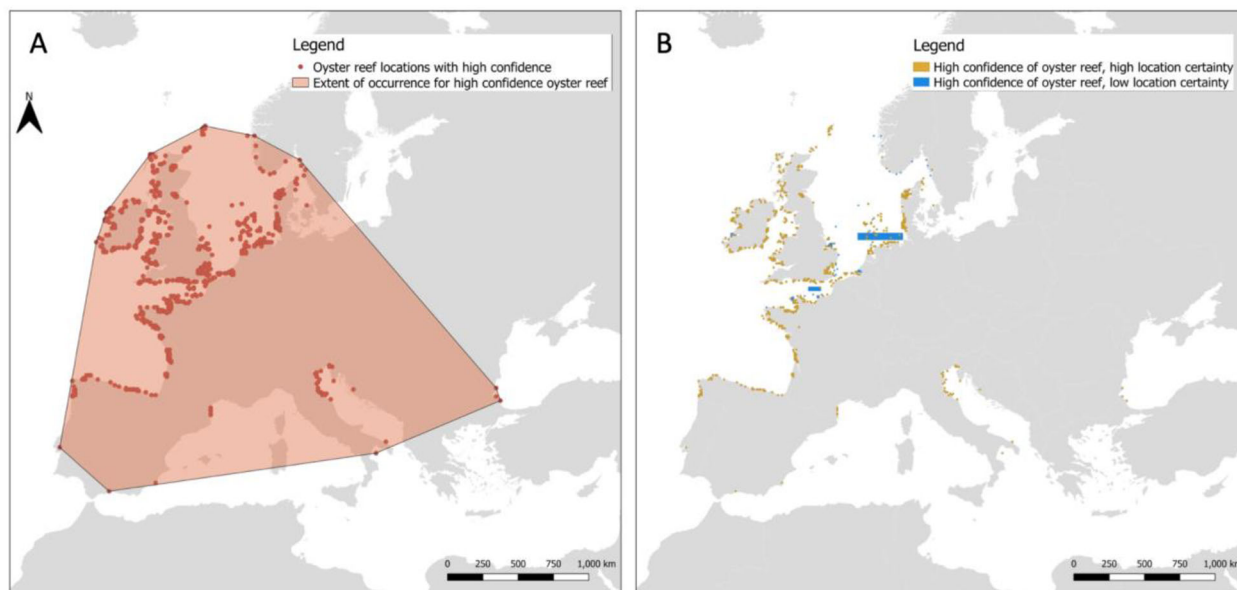 A
Legend
Oyster reef locations with high confidence
Extent of occurrence for high confidence oyster reef
N
0 250 500 750 1,000 km
B
Legend
High confidence of oyster reef, high location certainty
High confidence of oyster reef, low location certainty
0 250 500 750 1,000 km